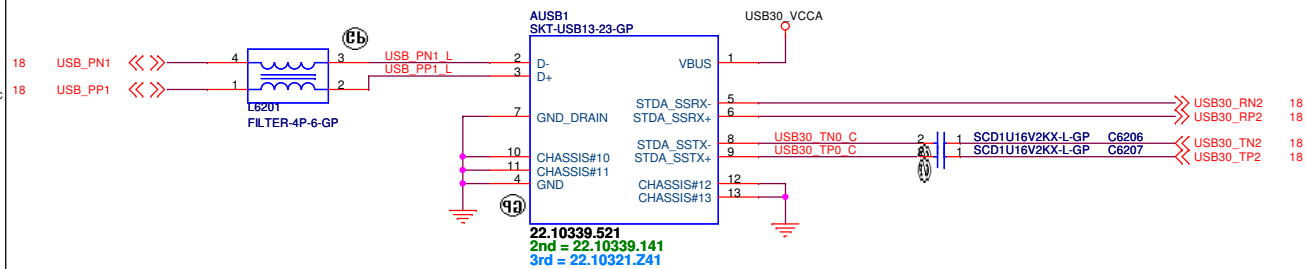 AUSB1
SKT-USB13-23-GP
USB30_VCCA
18 USB_PN1 4 3 USB_PN1_L 2 D- VBUS 1
USB_PP1_L 3 D+
18 USB_PP1 1 2
L6201
FILTER-4P-6-GP
STDA_SSRX- 5 USB30_RN2 18
7 GND_DRAIN STDA_SSRX+ 6 USB30_RP2 18
STDA_SSTX- 8 USB30_TN0_C 2 1 SCD1U16V2KX-L-GP C6206 USB30_TN2 18
10 CHASSIS#10 STDA_SSTX+ 9 USB30_TP0_C 1 SCD1U16V2KX-L-GP C6207 USB30_TP2 18
11 CHASSIS#11
4 GND CHASSIS#12 12
CHASSIS#13 13
22.10339.521
2nd = 22.10339.141
3rd = 22.10321.Z41